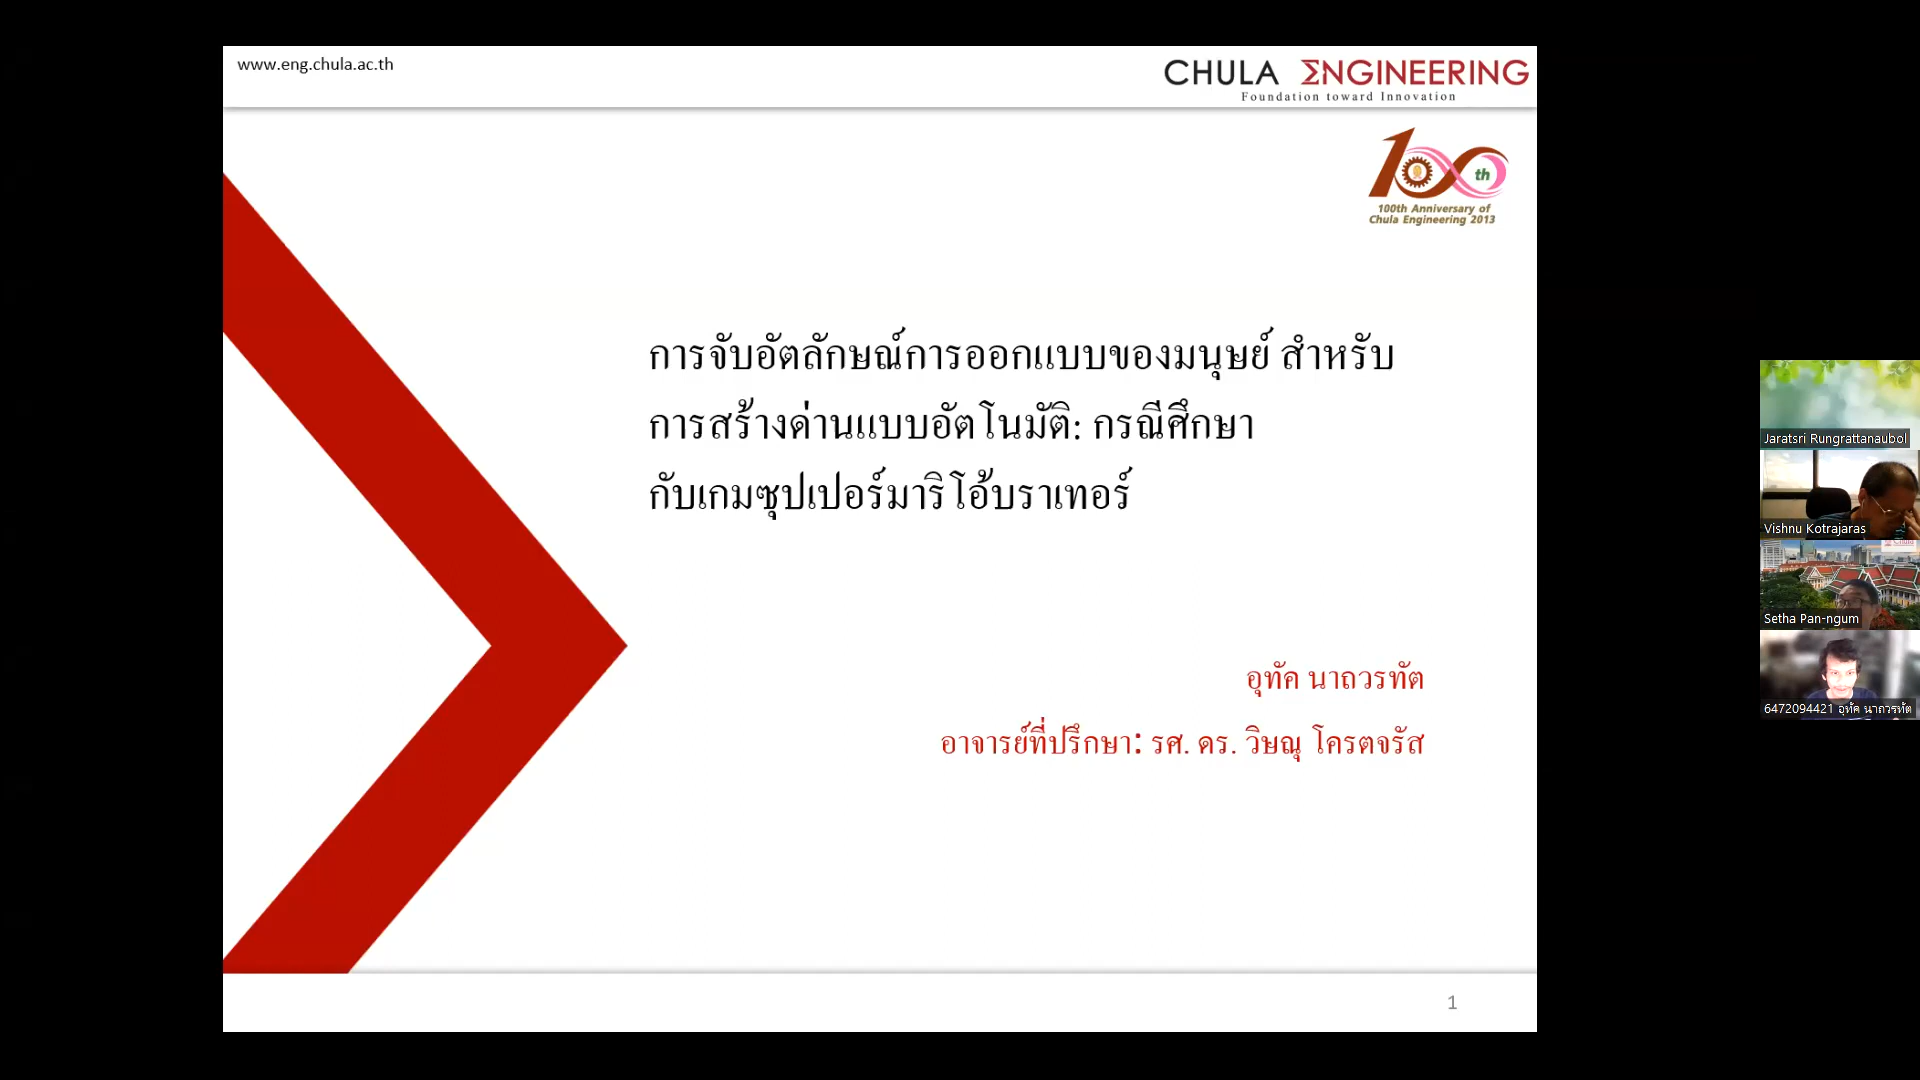 www.eng.chula.ac.th
CHULA ΣNGINEERING
Foundation toward Innovation
100th
100th Anniversary of
Chula Engineering 2013
การจับอัตลักษณ์การออกแบบของมนุษย์ สำหรับ
การสร้างด่านแบบอัตโนมัติ: กรณีศึกษา
กับเกมซุปเปอร์มาริโอ้บราเทอร์
อุทัค นาถวรทัต
อาจารย์ที่ปรึกษา: รศ. ดร. วิษณุ โครตจรัส
1
Jaratsri Rungrattanaubol
Vishnu Kotrajaras
Setha Pan-ngum
6472094421 อุทัค นาถวรทัต